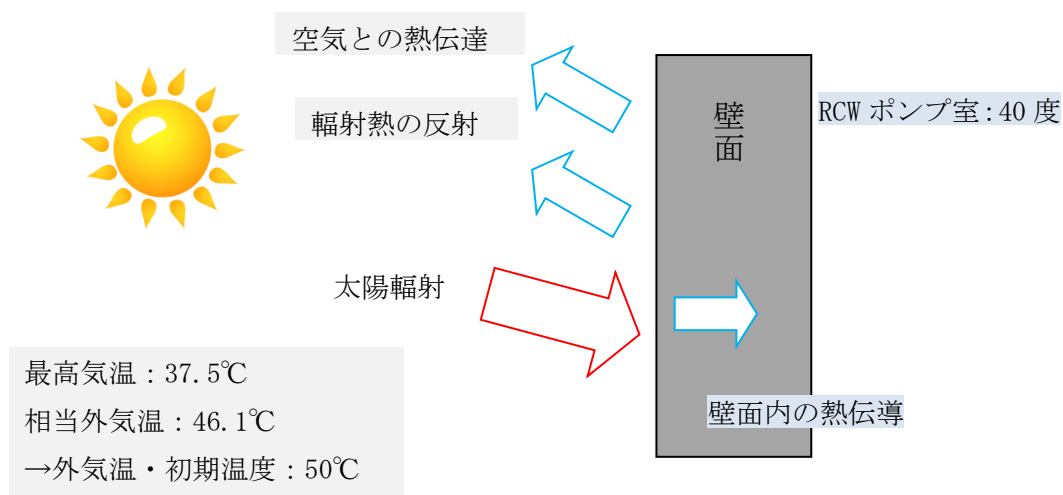 空気との熱伝達
輻射熱の反射
太陽輻射
壁面
RCW ポンプ室:40 度
壁面内の熱伝導
最高気温：37.5℃
相当外気温：46.1℃
→外気温・初期温度：50℃